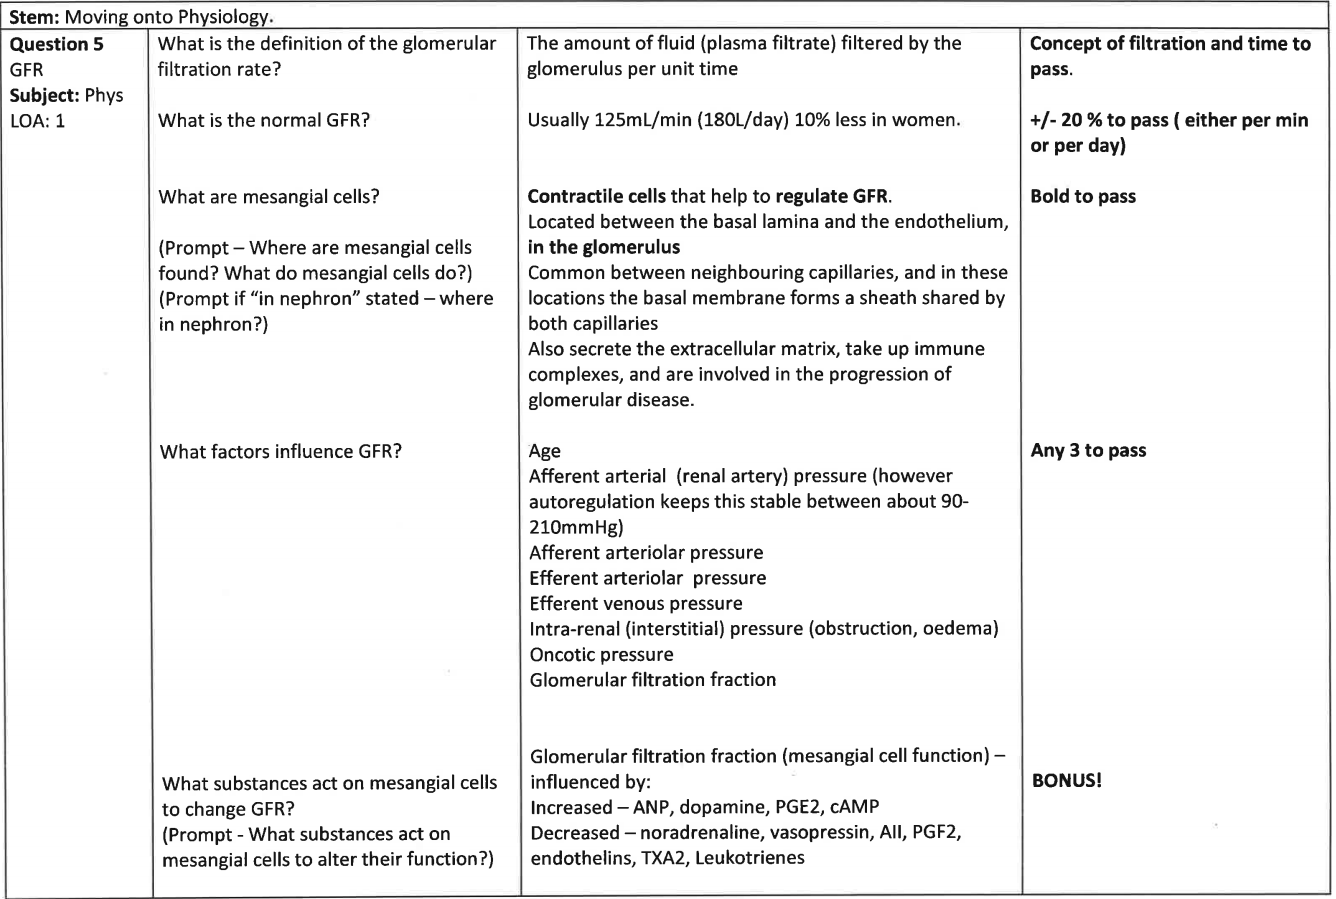 Stem: Moving onto Physiology.
Question 5
GFR
Subject: Phys
LOA: 1
What is the definition of the glomerular
filtration rate?
The amount of fluid (plasma filtrate) filtered by the
glomerulus per unit time
Concept of filtration and time to
pass.
What is the normal GFR?
Usually 125mL/min (180L/day) 10% less in women.
+/- 20 % to pass ( either per min
or per day)
What are mesangial cells?
(Prompt – Where are mesangial cells
found? What do mesangial cells do?)
(Prompt if “in nephron” stated – where
in nephron?)
Contractile cells that help to regulate GFR.
Located between the basal lamina and the endothelium,
in the glomerulus
Common between neighbouring capillaries, and in these
locations the basal membrane forms a sheath shared by
both capillaries
Also secrete the extracellular matrix, take up immune
complexes, and are involved in the progression of
glomerular disease.
Bold to pass
What factors influence GFR?
Age
Afferent arterial (renal artery) pressure (however
autoregulation keeps this stable between about 90-
210mmHg)
Afferent arteriolar pressure
Efferent arteriolar pressure
Efferent venous pressure
Intra-renal (interstitial) pressure (obstruction, oedema)
Oncotic pressure
Glomerular filtration fraction
Any 3 to pass
What substances act on mesangial cells
to change GFR?
(Prompt - What substances act on
mesangial cells to alter their function?)
Glomerular filtration fraction (mesangial cell function) –
influenced by:
Increased – ANP, dopamine, PGE2, cAMP
Decreased – noradrenaline, vasopressin, AII, PGF2,
endothelins, TXA2, Leukotrienes
BONUS!